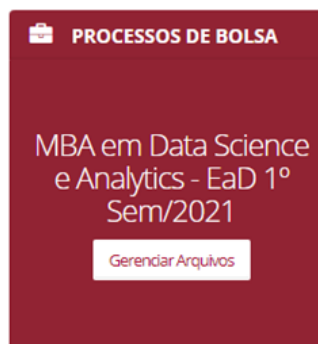 PROCESSOS DE BOLSA
MBA em Data Science
e Analytics - EaD 1º
Sem/2021
Gerenciar Arquivos